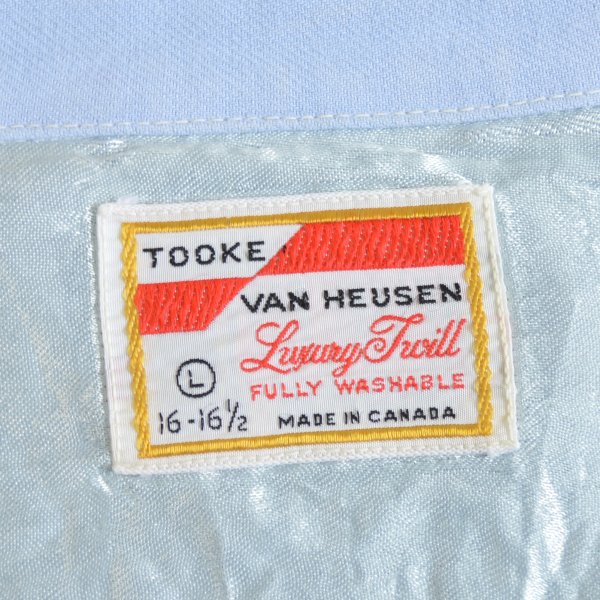 TOOKE
VAN HEUSEN
Luxury Twill
FULLY WASHABLE
L
16-16½
MADE IN CANADA